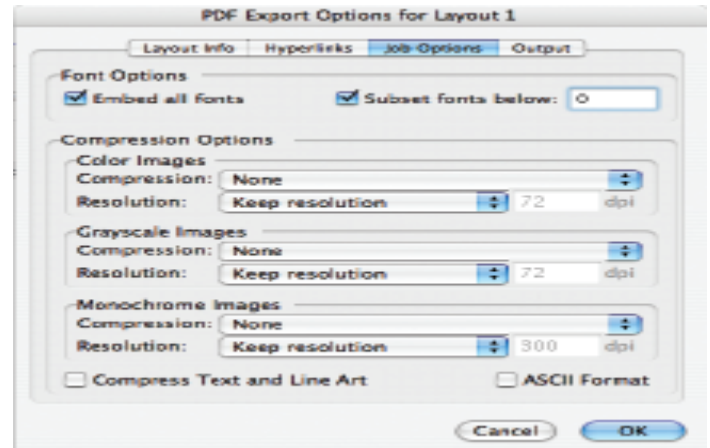 PDF Export Options for Layout 1
Layout Info Hyperlinks Job Options Output
Font Options
Embed all fonts Subset fonts below: 0
Compression Options
Color Images
Compression: None
Resolution: Keep resolution 72 dpi
Grayscale Images
Compression: None
Resolution: Keep resolution 72 dpi
Monochrome Images
Compression: None
Resolution: Keep resolution 300 dpi
Compress Text and Line Art ASCII Format
Cancel OK